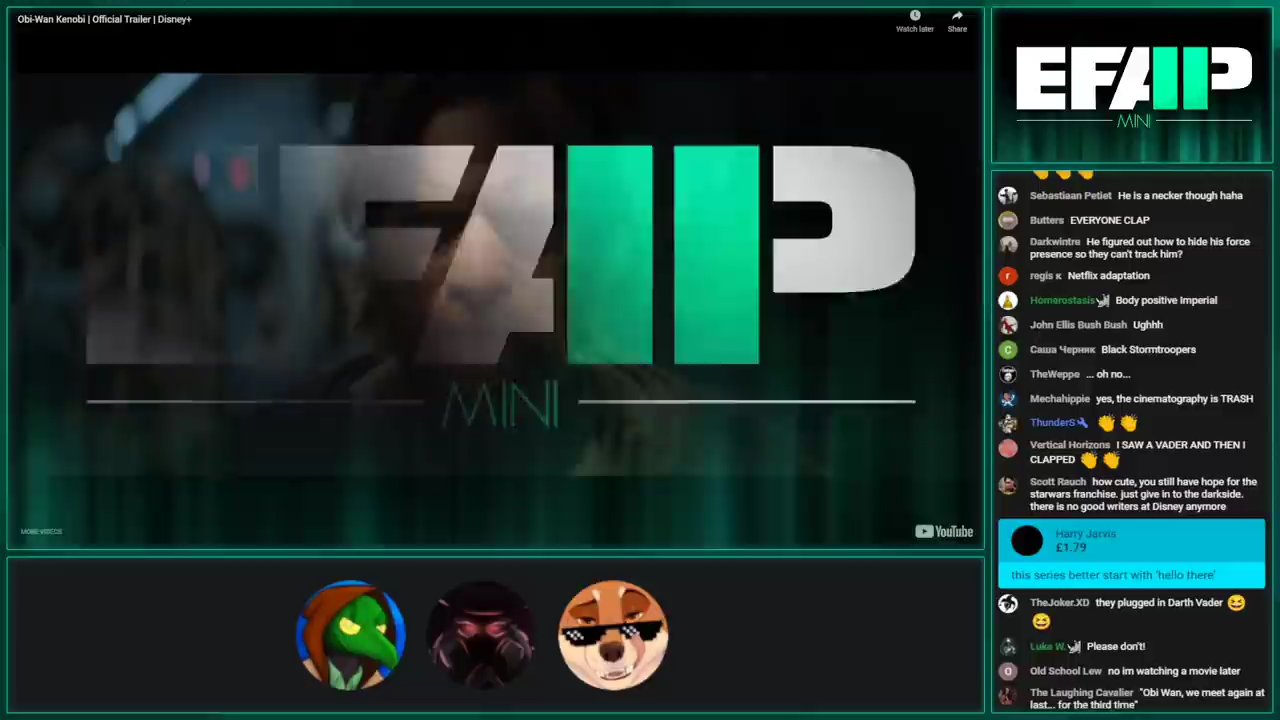 Obi-Wan Kenobi | Official Trailer | Disney+
Watch later
Share
EFAP
MINI
MORE VIDEOS
YouTube
EFAP
MINI
Sebastiaan Petiet He is a necker though haha
Butters EVERYONE CLAP
Darkwintre He figured out how to hide his force
presence so they can't track him?
regis κ Netflix adaptation
Homerostasis Body positive Imperial
John Ellis Bush Bush Ughhh
Саша Черняк Black Stormtroopers
TheWeppe ... oh no...
Mechahippie yes, the cinematography is TRASH
ThunderS
Vertical Horizons I SAW A VADER AND THEN I
CLAPPED
Scott Rauch how cute, you still have hope for the
starwars franchise. just give in to the darkside.
there is no good writers at Disney anymore
Harry Jarvis
£1.79
this series better start with 'hello there'
TheJoker.XD they plugged in Darth Vader
Luke W. Please don't!
Old School Lew no im watching a movie later
The Laughing Cavalier "Obi Wan, we meet again at
last... for the third time"